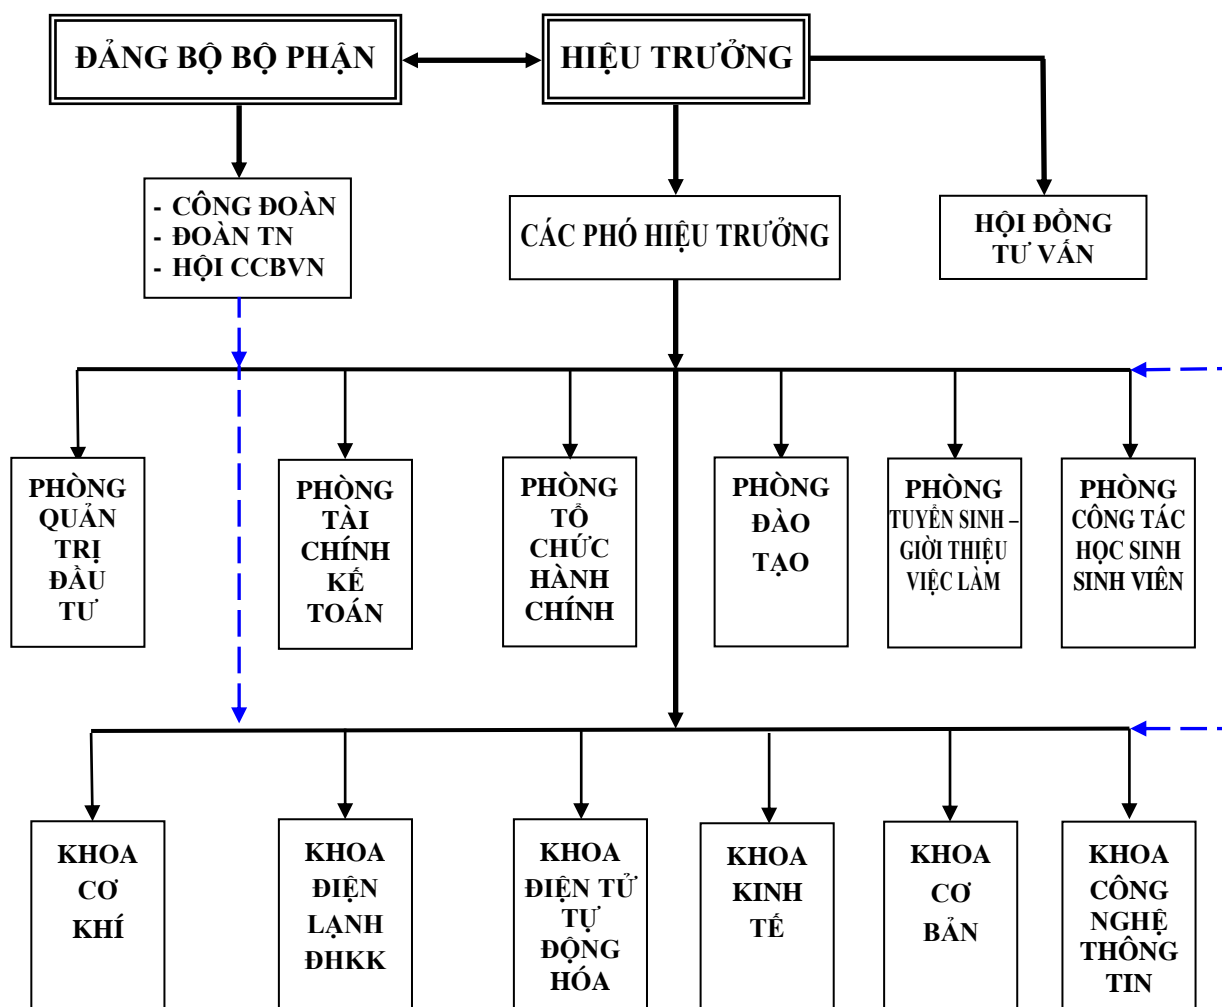 ĐẢNG BỘ BỘ PHẬN
HIỆU TRƯỞNG
- CÔNG ĐOÀN
- ĐOÀN TN
- HỘI CCBVN
CÁC PHÓ HIỆU TRƯỞNG
HỘI ĐỒNG
TƯ VẤN
PHÒNG
QUẢN
TRỊ
ĐẦU
TƯ
PHÒNG
TÀI
CHÍNH
KẾ
TOÁN
PHÒNG
TỔ
CHỨC
HÀNH
CHÍNH
PHÒNG
ĐÀO
TẠO
PHÒNG
TUYỂN SINH –
GIỜI THIỆU
VIỆC LÀM
PHÒNG
CÔNG TÁC
HỌC SINH
SINH VIÊN
KHOA
CƠ
KHÍ
KHOA
ĐIỆN
LẠNH
ĐHKK
KHOA
ĐIỆN TỬ
TỰ
ĐỘNG
HÓA
KHOA
KINH
TẾ
KHOA
CƠ
BẢN
KHOA
CÔNG
NGHỆ
THÔNG
TIN